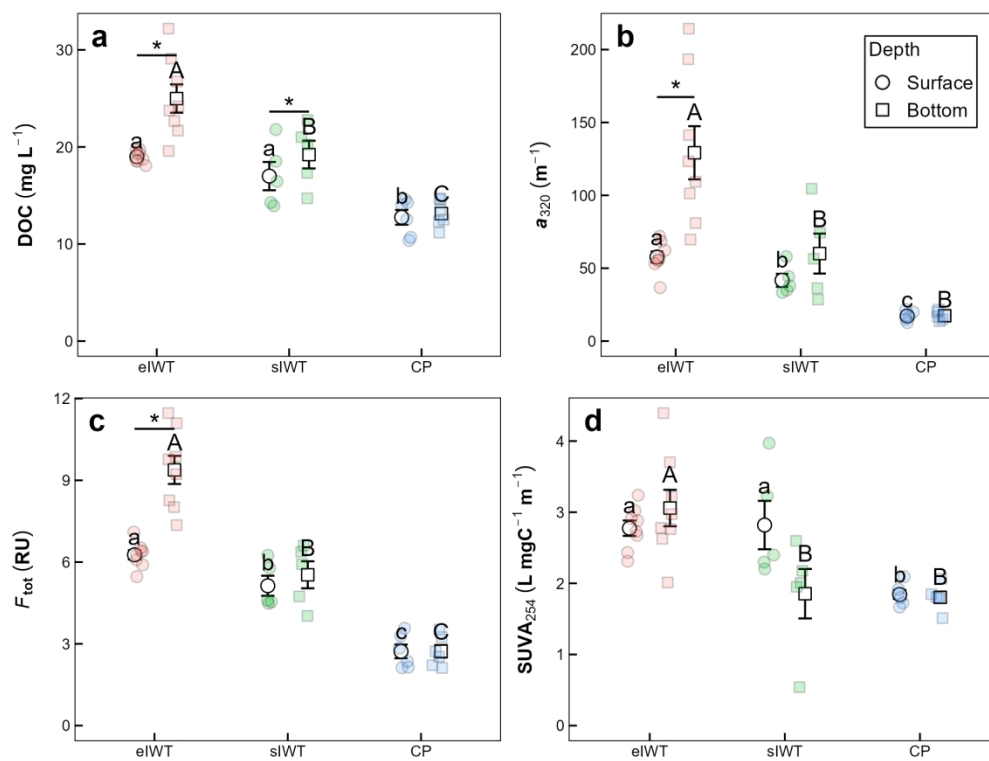 a
DOC (mg L⁻¹)
30
20
10
0
*
A
a
*
a
B
b
C
eIWT
sIWT
CP
b
a₃₂₀ (m⁻¹)
200
150
100
50
0
*
A
a
B
b
c
B
eIWT
sIWT
CP
Depth
Surface
Bottom
c
Fₜₒₜ (RU)
12
9
6
3
0
*
A
a
b
B
c
C
eIWT
sIWT
CP
d
SUVA₂₅₄ (L mgC⁻¹ m⁻¹)
4
3
2
1
0
a
A
a
B
b
B
eIWT
sIWT
CP